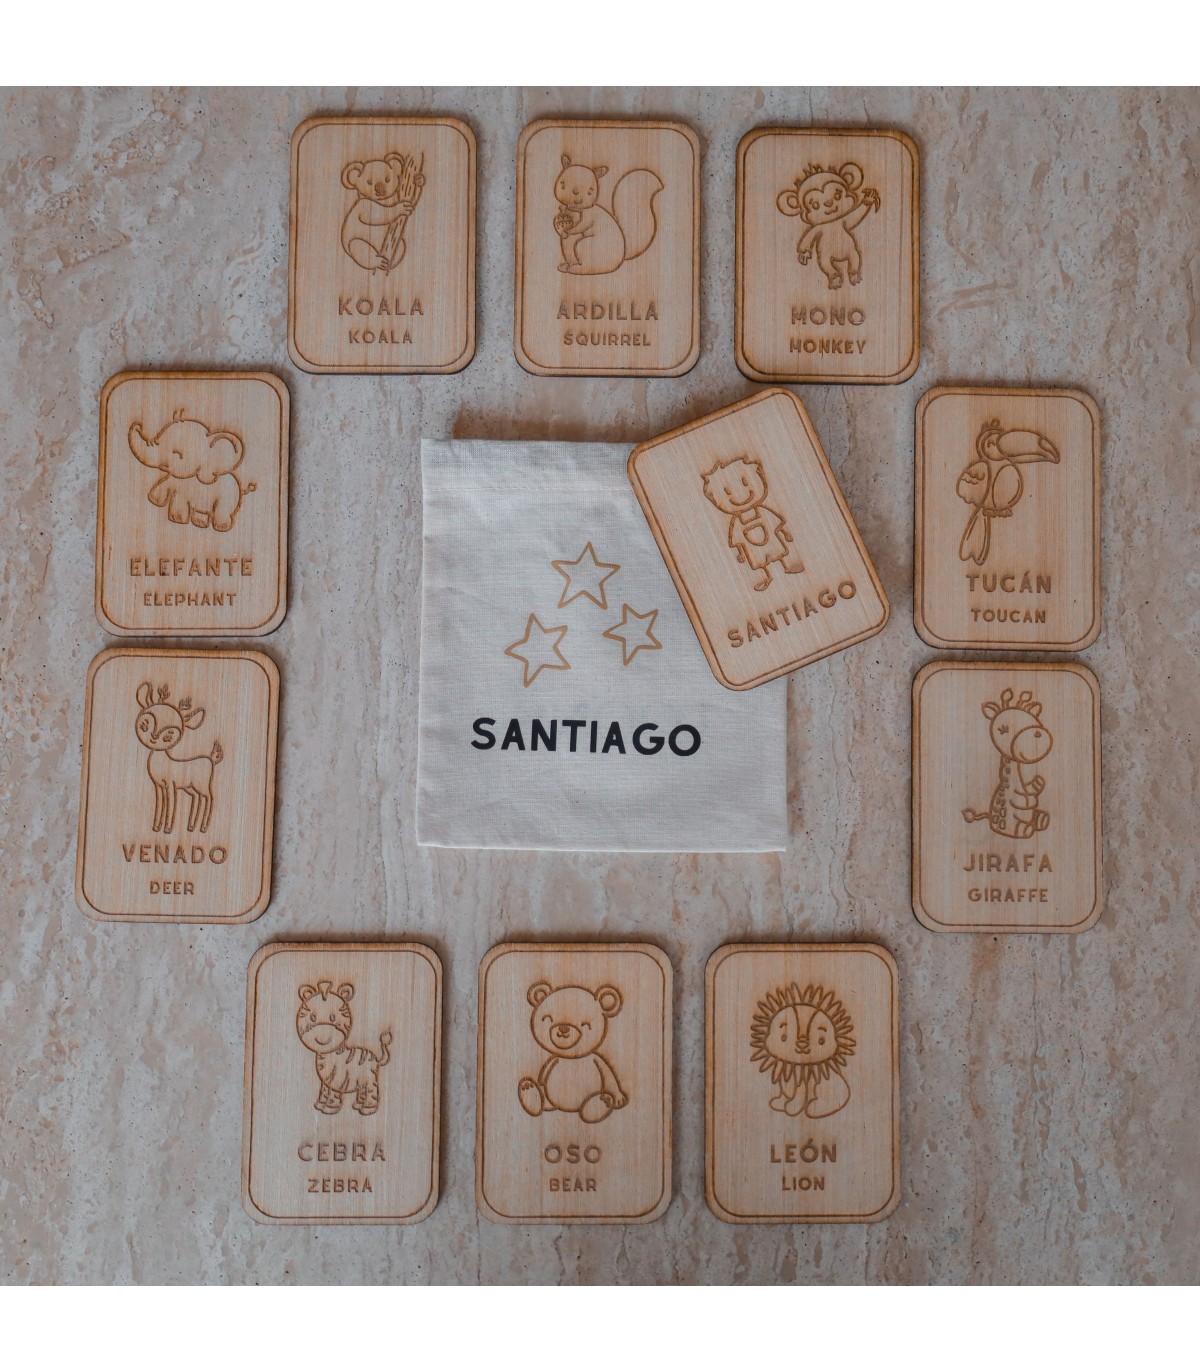 KOALA
KOALA
ARDILLA
SQUIRREL
MONO
MONKEY
ELEFANTE
ELEPHANT
SANTIAGO
TUCÁN
TOUCAN
SANTIAGO
VENADO
DEER
JIRAFA
GIRAFFE
CEBRA
ZEBRA
OSO
BEAR
LEÓN
LION